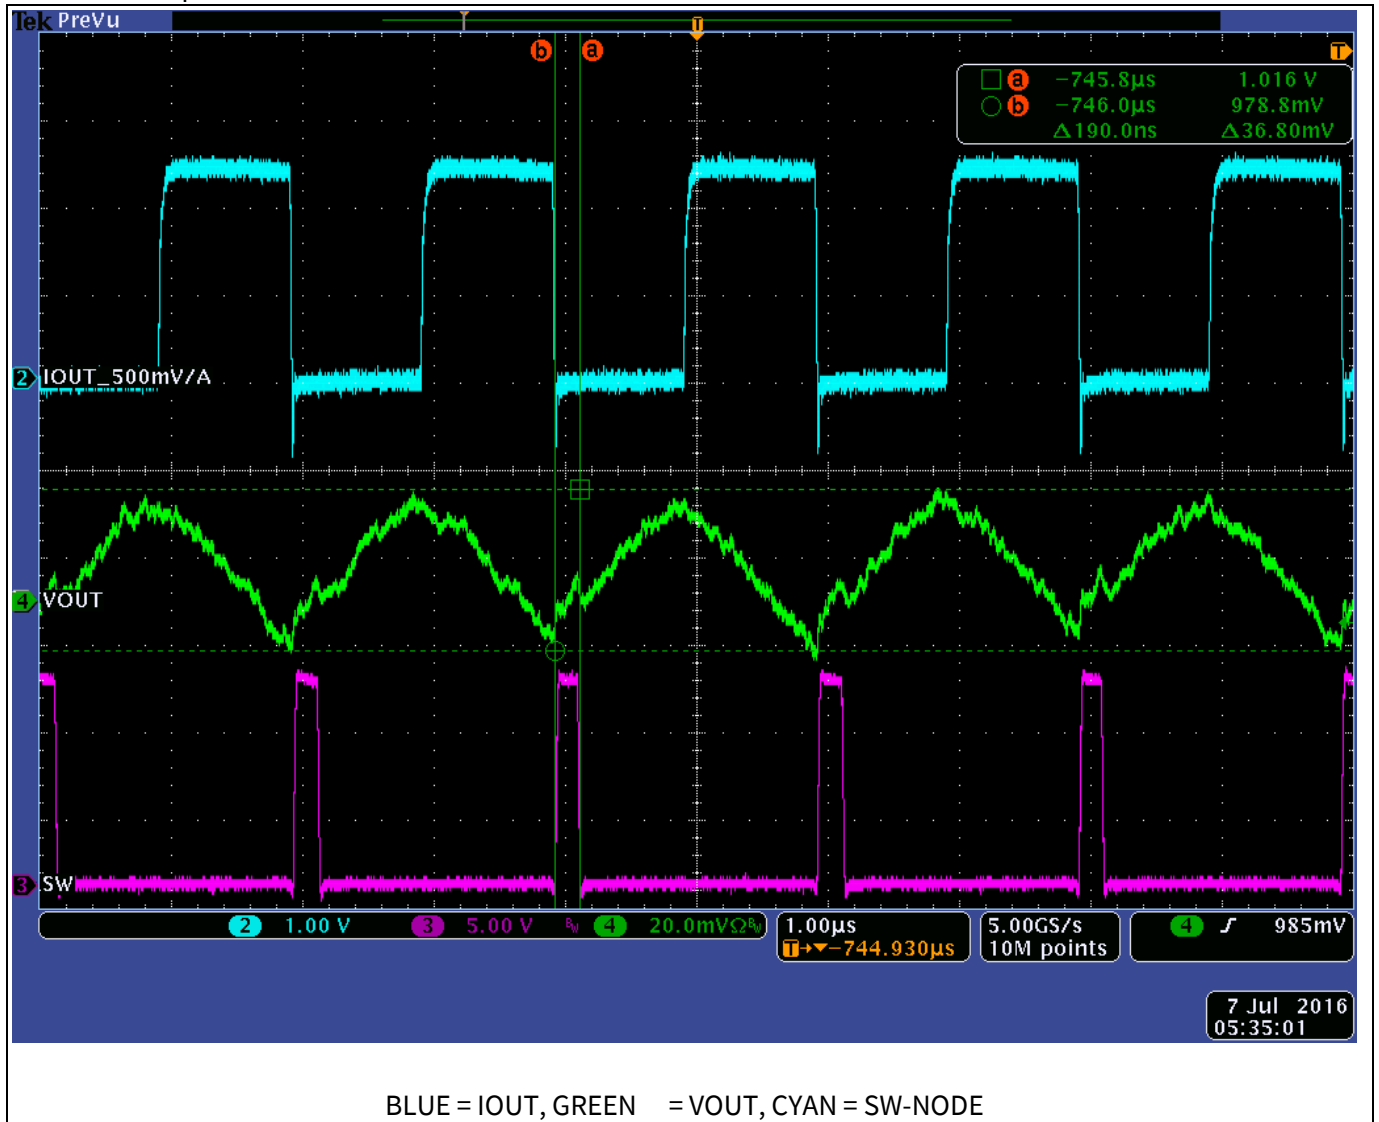 Tek PreVu
T
b a T
a -745.8µs 1.016 V
b -746.0µs 978.8mV
Δ190.0ns Δ36.80mV
2 IOUT_500mV/A
4 VOUT
3 SW
2 1.00 V 3 5.00 V BW 4 20.0mVΩBW
1.00µs
T→▼-744.930µs
5.00GS/s
10M points
4 985mV
7 Jul 2016
05:35:01
BLUE = IOUT, GREEN = VOUT, CYAN = SW-NODE